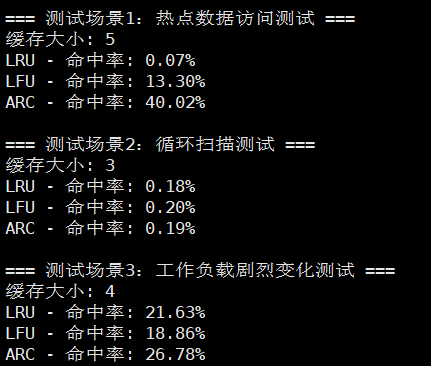 === 测试场景1：热点数据访问测试 ===
缓存大小: 5
LRU - 命中率: 0.07%
LFU - 命中率: 13.30%
ARC - 命中率: 40.02%
=== 测试场景2：循环扫描测试 ===
缓存大小: 3
LRU - 命中率: 0.18%
LFU - 命中率: 0.20%
ARC - 命中率: 0.19%
=== 测试场景3：工作负载剧烈变化测试 ===
缓存大小: 4
LRU - 命中率: 21.63%
LFU - 命中率: 18.86%
ARC - 命中率: 26.78%